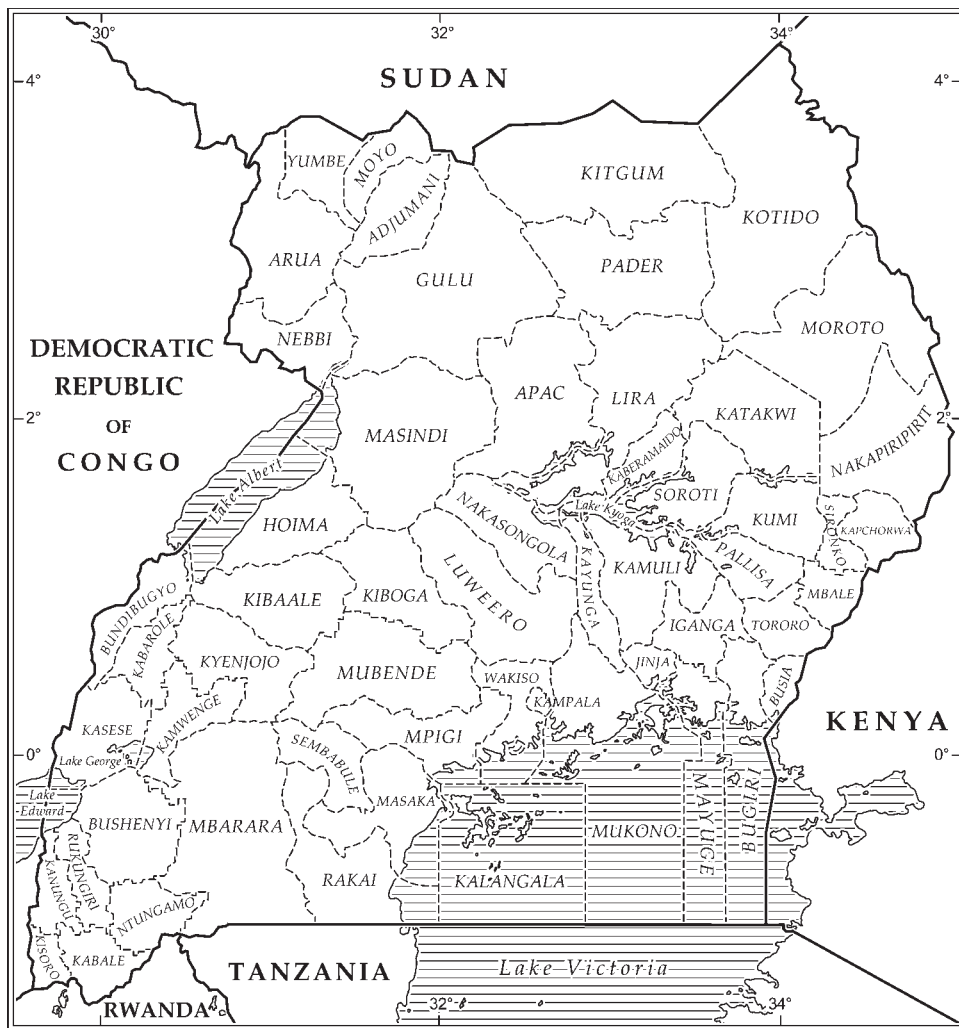 30°
32°
34°
4°
SUDAN
4°
YUMBE
MOYO
ADJUMANI
KITGUM
KOTIDO
ARUA
GULU
PADER
NEBBI
MOROTO
DEMOCRATIC
REPUBLIC
OF
CONGO
APAC
LIRA
KATAKWI
2°
2°
MASINDI
NAKAPIRIPIRIT
Lake Albert
KABERAMAIDO
SOROTI
Lake Kyoga
NAKASONGOLA
KUMI
SIRONKO
KAPCHORWA
HOIMA
LUWEERO
KAYUNGA
KAMULI
PALLISA
MBALE
BUNDIBUGYO
KABAROLE
KIBAALE
KIBOGA
IGANGA
TORORO
KYENJOJO
MUBENDE
WAKISO
JINJA
BUSIA
KAMPALA
KASESE
KAMWENGE
MPIGI
KENYA
Lake George
SEMBABULE
0°
0°
Lake
Edward
MASAKA
BUSHENYI
MBARARA
MUKONO
MAYUGE
BUGIRI
RUKUNGIRI
KANUNGU
RAKAI
KALANGALA
NTUNGAMO
KISORO
KABALE
TANZANIA
Lake Victoria
RWANDA
32°
34°